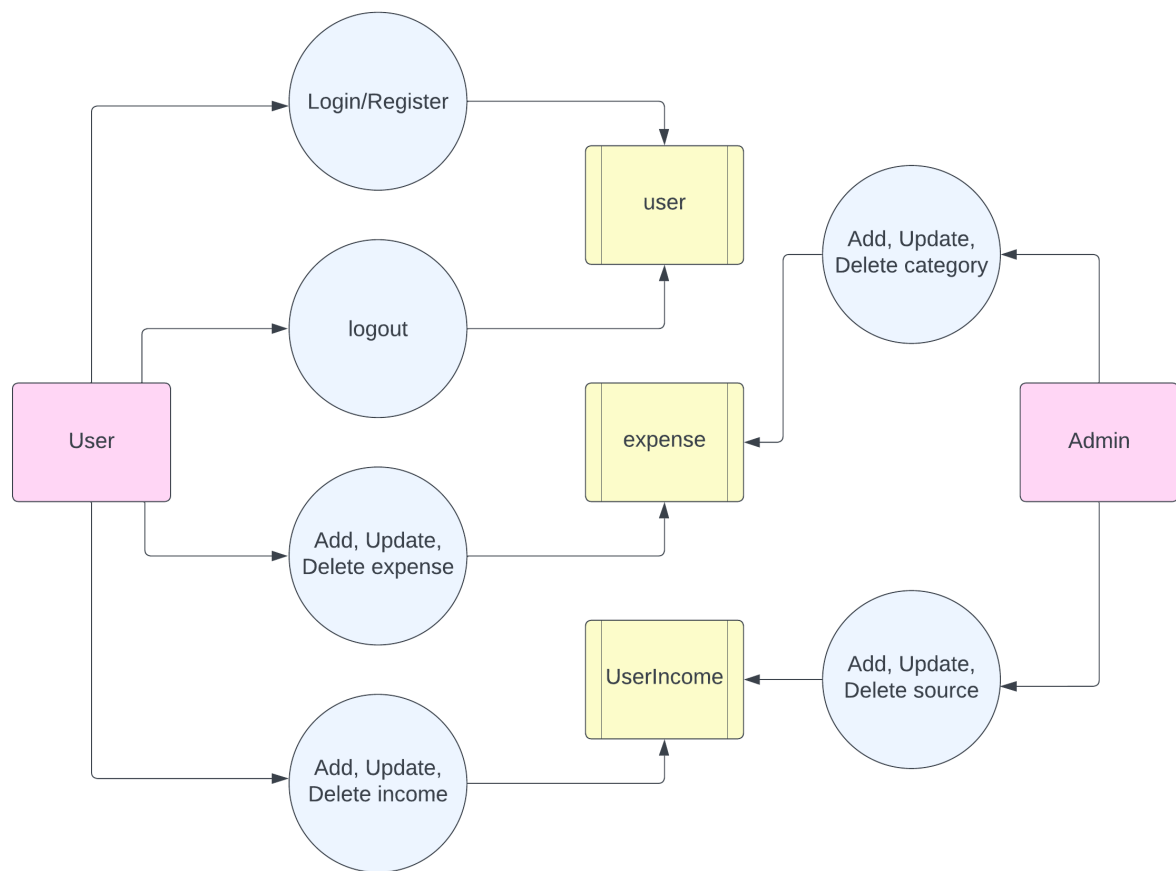 Login/Register
user
Add, Update,
Delete category
logout
User
expense
Admin
Add, Update,
Delete expense
UserIncome
Add, Update,
Delete source
Add, Update,
Delete income